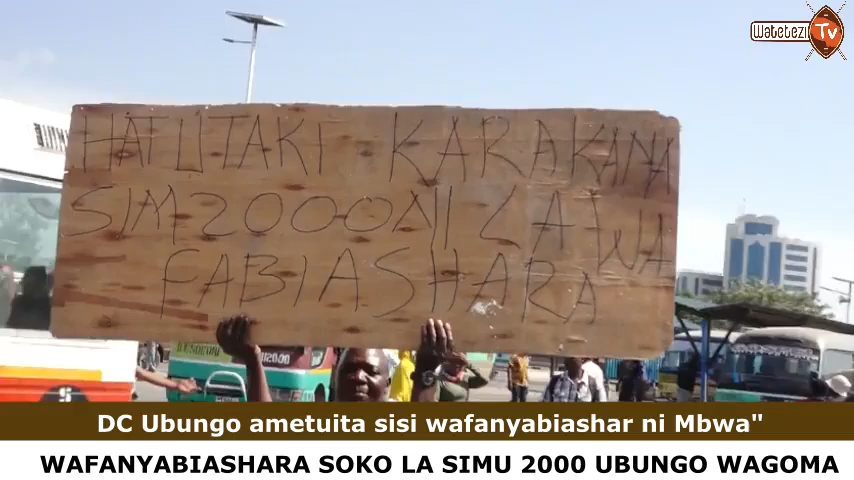 Watetezi Tv
HATUTAKI KARAKANA
SIM2000 NI LA WA
FABIASHARA
DC Ubungo ametuita sisi wafanyabiashar ni Mbwa"
WAFANYABIASHARA SOKO LA SIMU 2000 UBUNGO WAGOMA